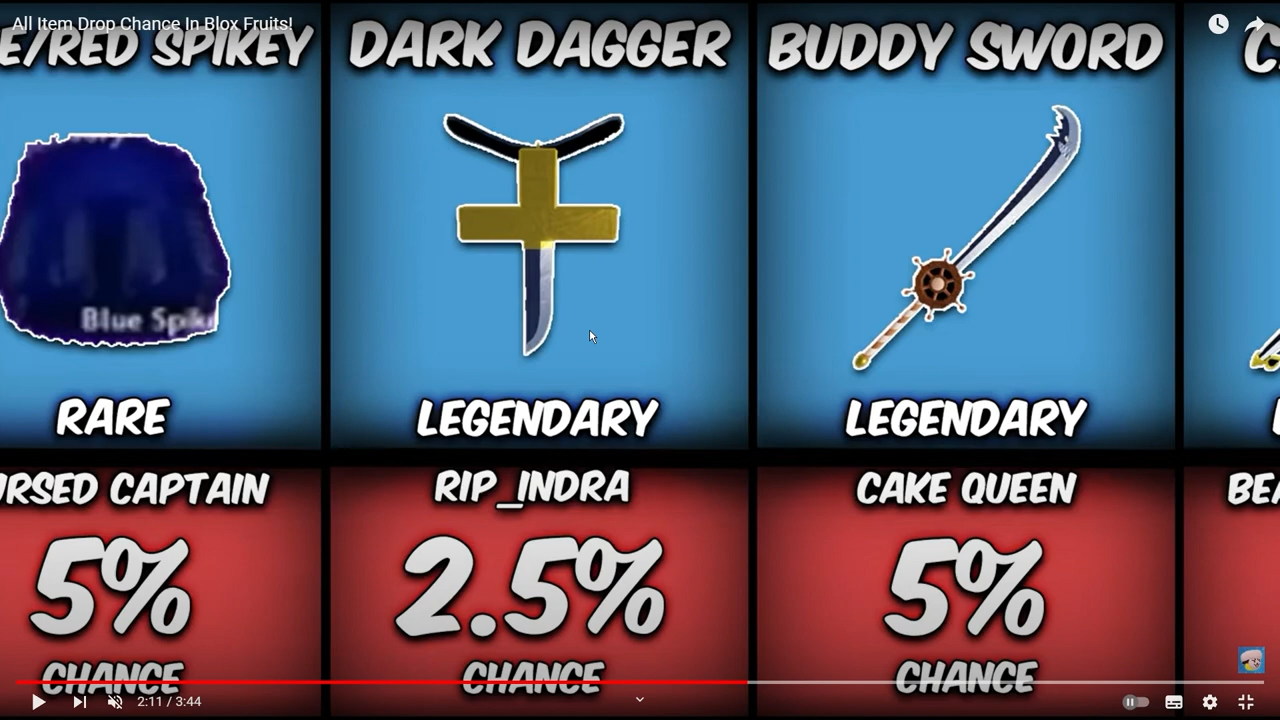 All Item Drop Chance In Blox Fruits!
E/RED SPIKEY
DARK DAGGER
BUDDY SWORD
C
Blue Spik
RARE
LEGENDARY
LEGENDARY
URSED CAPTAIN
RIP_INDRA
CAKE QUEEN
BEA
5%
2.5%
5%
CHANCE
CHANCE
CHANCE
2:11 / 3:44